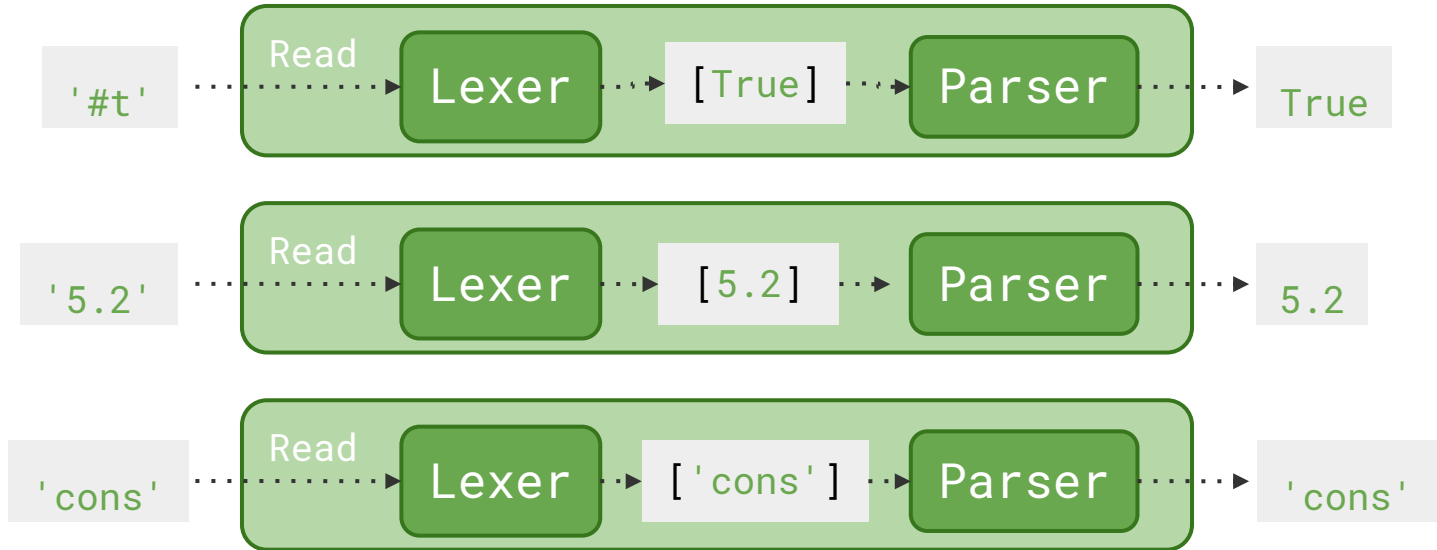 '#t' Read Lexer [True] Parser True
'5.2' Read Lexer [5.2] Parser 5.2
'cons' Read Lexer ['cons'] Parser 'cons'